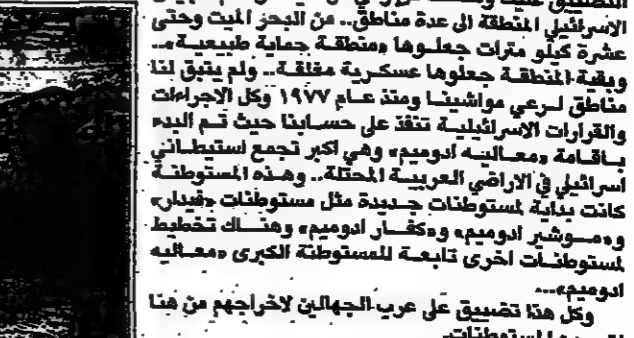 الاسرائيلي المنطقة الى عدة مناطق.. من البحر الميت وحتى
عشرة كيلو مترات جعلوها «منطقة حماية طبيعية»..
وبقية المنطقة جعلوها عسكرية مغلقة.. ولم يتبق لنا
مناطق لرعي مواشينا ومنذ عام ١٩٧٧ وكل الاجراءات
والقرارات الاسرائيلية تنفذ على حسابنا حيث تم البدء
باقامة «معاليه ادوميم» وهي اكبر تجمع استيطاني
اسرائيلي في الاراضي العربية المحتلة.. وهذه المستوطنة
كانت بداية لمستوطنات جديدة مثل مستوطنات «فيدار»
و«موشير ادوميم» و«كفار ادوميم» وهناك تخطيط
لمستوطنات اخرى تابعة للمستوطنة الكبرى «معاليه
ادوميم»...
وكل هذا تضييق على عرب الجهالين لاخراجهم من هنا